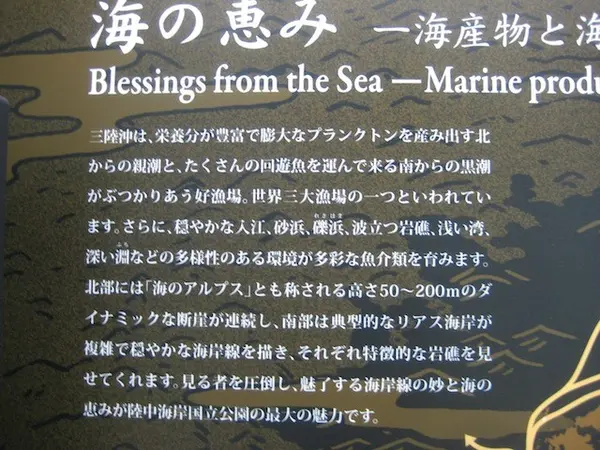 海の恵み ー海産物と海
Blessings from the Sea —Marine produ
三陸沖は、栄養分が豊富で膨大なプランクトンを産み出す北
からの親潮と、たくさんの回遊魚を運んで来る南からの黒潮
がぶつかりあう好漁場。世界三大漁場の一つといわれてい
ます。さらに、穏やかな入江、砂浜、礫浜、波立つ岩礁、浅い湾、
深い淵などの多様性のある環境が多彩な魚介類を育みます。
北部には「海のアルプス」とも称される高さ50〜200mのダ
イナミックな断崖が連続し、南部は典型的なリアス海岸が
複雑で穏やかな海岸線を描き、それぞれ特徴的な岩礁を見
せてくれます。見る者を圧倒し、魅了する海岸線の妙と海の
恵みが陸中海岸国立公園の最大の魅力です。